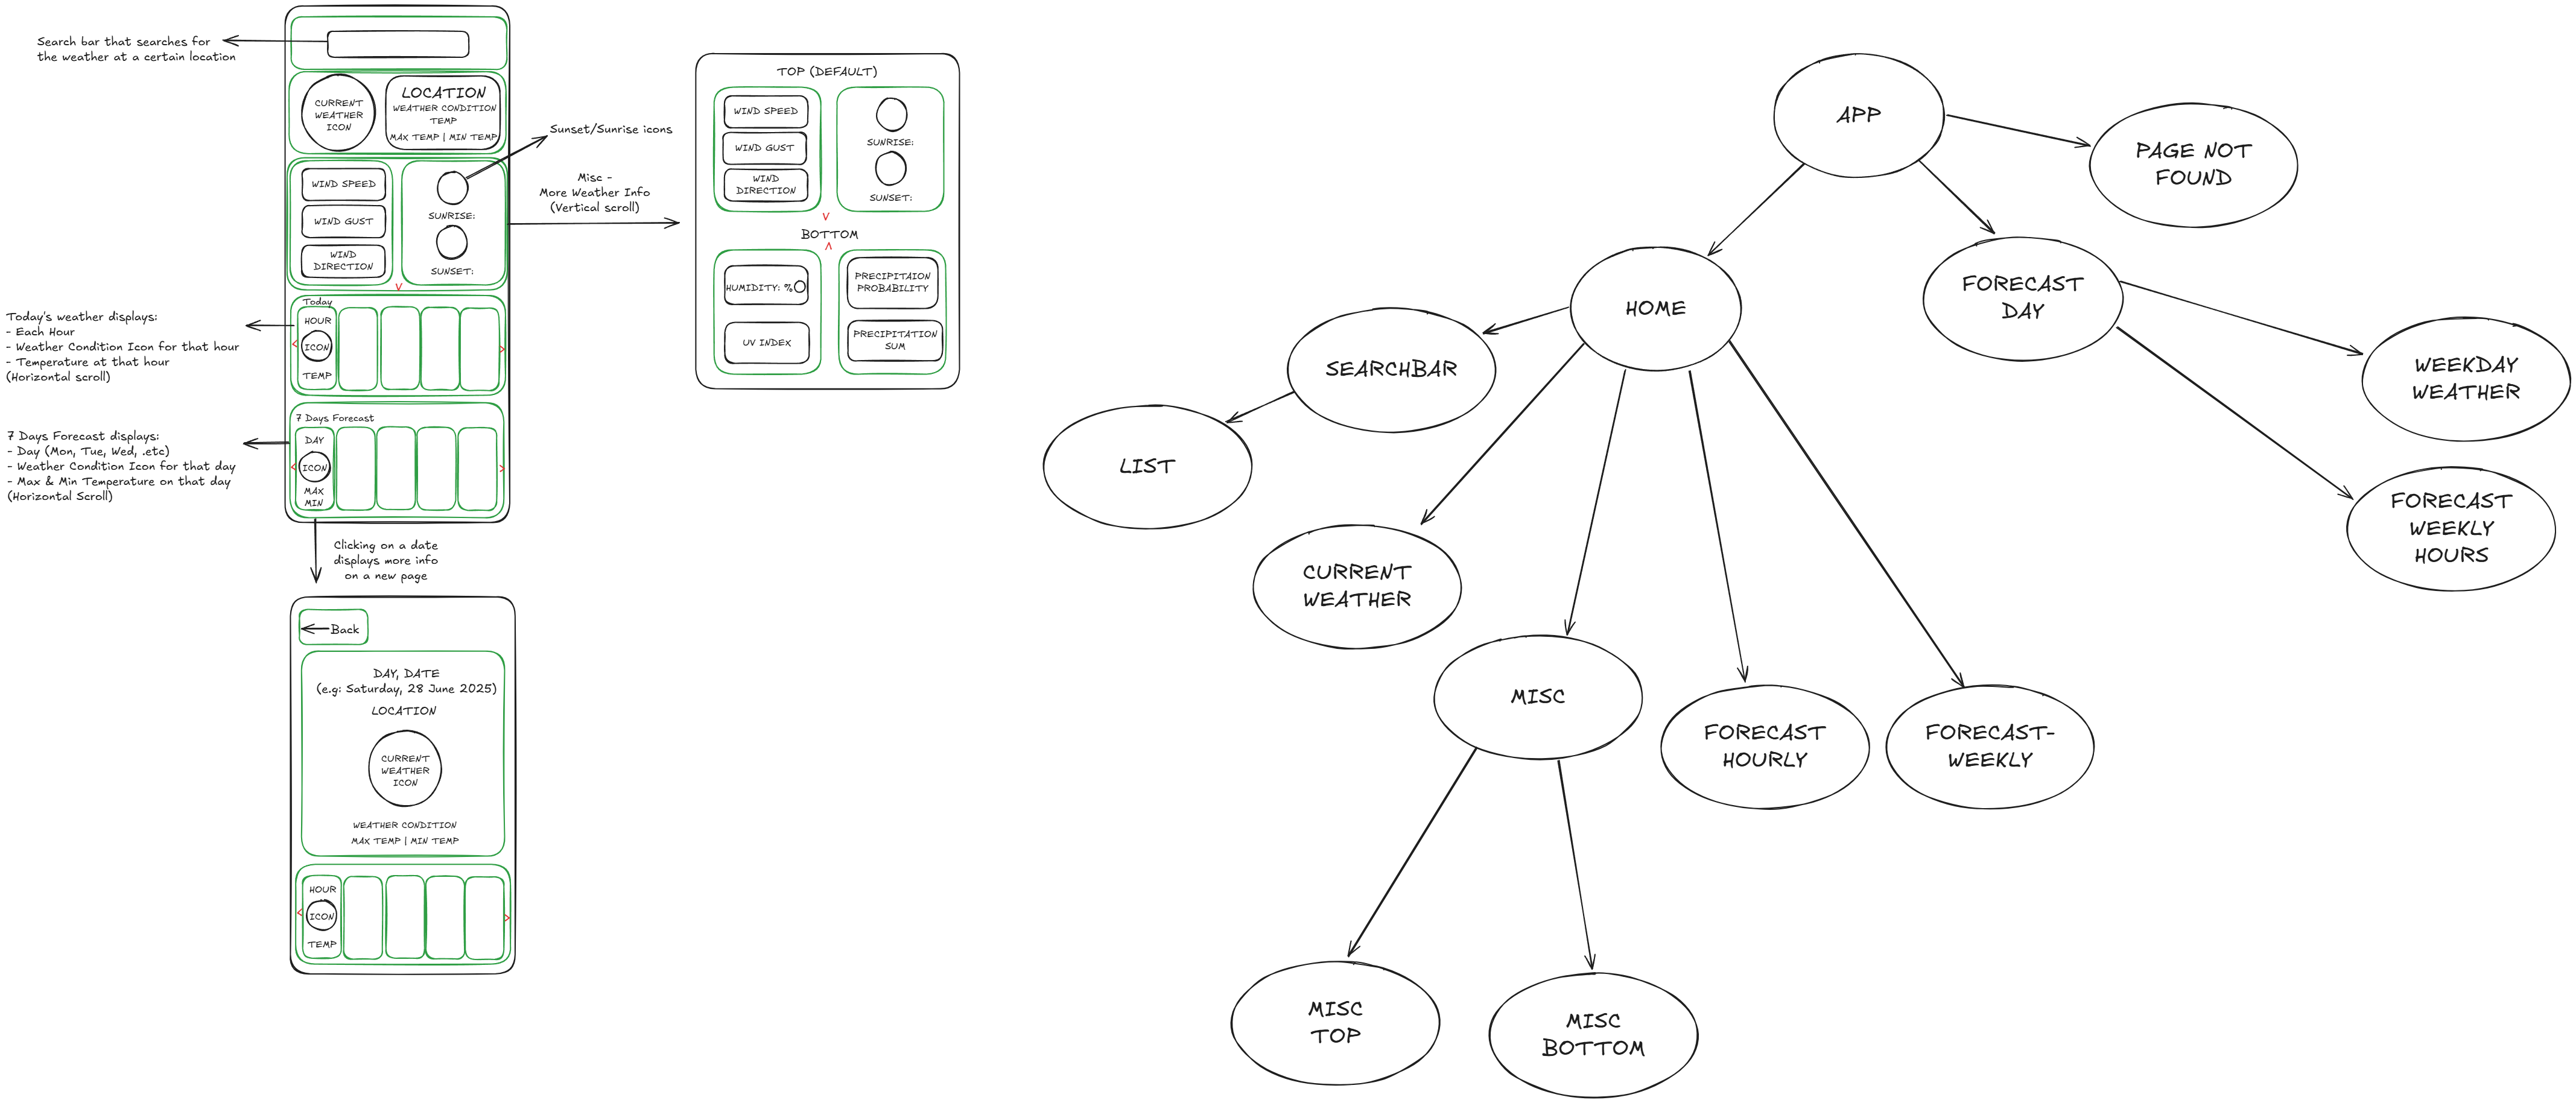 Search bar that searches for
the weather at a certain location
CURRENT
WEATHER
ICON
LOCATION
WEATHER CONDITION
TEMP
MAX TEMP | MIN TEMP
WIND SPEED
WIND GUST
WIND
DIRECTION
SUNRISE:
SUNSET:
v
Sunset/Sunrise icons
Misc -
More Weather Info
(Vertical scroll)
Today's weather displays:
- Each Hour
- Weather Condition Icon for that hour
- Temperature at that hour
(Horizontal scroll)
Today
HOUR
<
ICON
>
TEMP
7 Days Forecast displays:
- Day (Mon, Tue, Wed, .etc)
- Weather Condition Icon for that day
- Max & Min Temperature on that day
(Horizontal Scroll)
7 Days Forecast
DAY
<
ICON
>
MAX
MIN
Clicking on a date
displays more info
on a new page
Back
DAY, DATE
(e.g: Saturday, 28 June 2025)
LOCATION
CURRENT
WEATHER
ICON
WEATHER CONDITION
MAX TEMP | MIN TEMP
HOUR
<
ICON
>
TEMP
TOP (DEFAULT)
WIND SPEED
WIND GUST
WIND
DIRECTION
SUNRISE:
SUNSET:
v
BOTTOM
^
HUMIDITY: %
UV INDEX
PRECIPITAION
PROBABILITY
PRECIPITATION
SUM
APP
PAGE NOT
FOUND
HOME
FORECAST
DAY
SEARCHBAR
LIST
CURRENT
WEATHER
MISC
FORECAST
HOURLY
FORECAST-
WEEKLY
WEEKDAY
WEATHER
FORECAST
WEEKLY
HOURS
MISC
TOP
MISC
BOTTOM